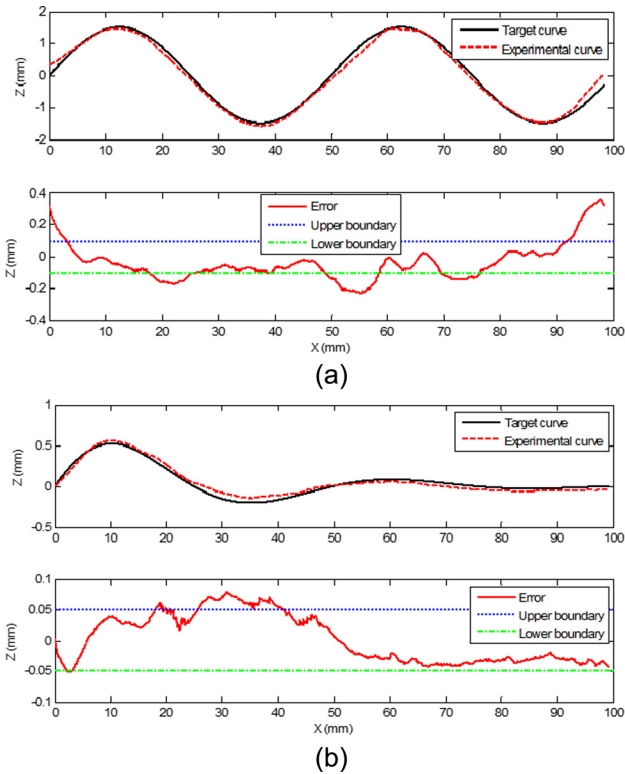 2
1
0
-1
-2
Z (mm)
Target curve
Experimental curve
0 10 20 30 40 50 60 70 80 90 100
0.4
0.2
0
-0.2
-0.4
Z (mm)
Error
Upper boundary
Lower boundary
0 10 20 30 40 50 60 70 80 90 100
X (mm)
(a)
1
0.5
0
-0.5
Z (mm)
Target curve
Experimental curve
0 10 20 30 40 50 60 70 80 90 100
0.1
0.05
0
-0.05
-0.1
Z (mm)
Error
Upper boundary
Lower boundary
0 10 20 30 40 50 60 70 80 90 100
X (mm)
(b)